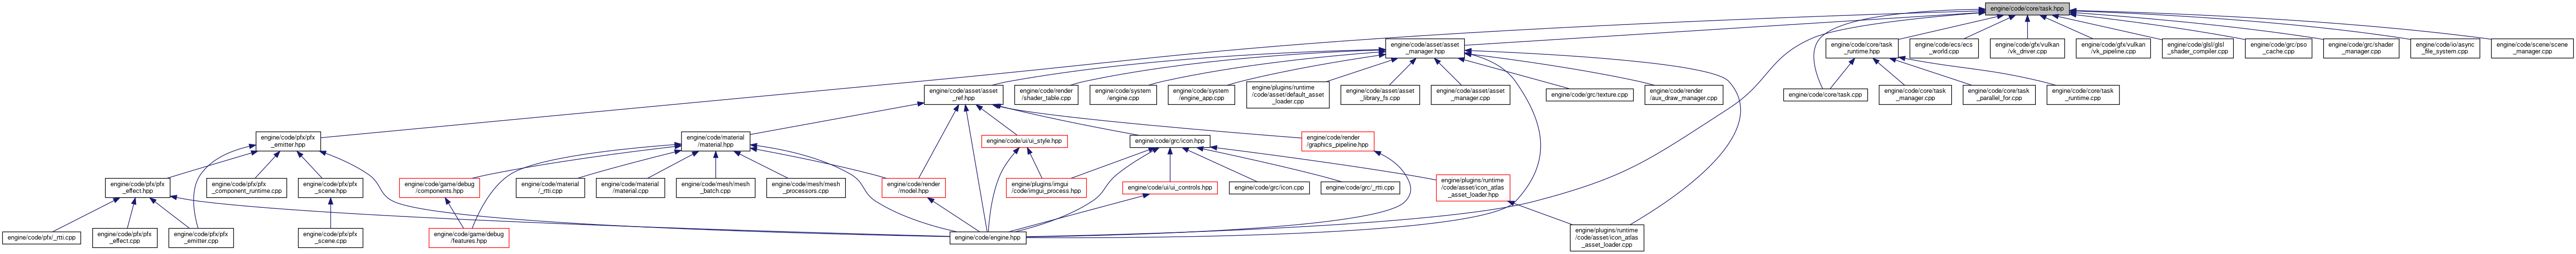 engine/code/core/task.hpp
engine/code/asset/asset
_manager.hpp
engine/code/core/task
_runtime.hpp
engine/code/ecs/ecs
_world.cpp
engine/code/gfx/vulkan
/vk_driver.cpp
engine/code/gfx/vulkan
/vk_pipeline.cpp
engine/code/glsl/glsl
_shader_compiler.cpp
engine/code/grc/pso
_cache.cpp
engine/code/grc/shader
_manager.cpp
engine/code/io/async
_file_system.cpp
engine/code/scene/scene
_manager.cpp
engine/code/asset/asset
_ref.hpp
engine/code/render
/shader_table.cpp
engine/code/system
/engine.cpp
engine/code/system
/engine_app.cpp
engine/plugins/runtime
/code/asset/default_asset
_loader.cpp
engine/code/asset/asset
_library_fs.cpp
engine/code/asset/asset
_manager.cpp
engine/code/grc/texture.cpp
engine/code/render
/aux_draw_manager.cpp
engine/code/core/task.cpp
engine/code/core/task
_manager.cpp
engine/code/core/task
_parallel_for.cpp
engine/code/core/task
_runtime.cpp
engine/code/pfx/pfx
_emitter.hpp
engine/code/material
/material.hpp
engine/code/ui/ui_style.hpp
engine/code/grc/icon.hpp
engine/code/render
/graphics_pipeline.hpp
engine/code/pfx/pfx
_effect.hpp
engine/code/pfx/pfx
_component_runtime.cpp
engine/code/pfx/pfx
_scene.hpp
engine/code/game/debug
/components.hpp
engine/code/material
/_rtti.cpp
engine/code/material
/material.cpp
engine/code/mesh/mesh
_batch.cpp
engine/code/mesh/mesh
_processors.cpp
engine/code/render
/model.hpp
engine/plugins/imgui
/code/imgui_process.hpp
engine/code/ui/ui_controls.hpp
engine/code/grc/icon.cpp
engine/code/grc/_rtti.cpp
engine/plugins/runtime
/code/asset/icon_atlas
_asset_loader.hpp
engine/code/pfx/_rtti.cpp
engine/code/pfx/pfx
_effect.cpp
engine/code/pfx/pfx
_emitter.cpp
engine/code/pfx/pfx
_scene.cpp
engine/code/game/debug
/features.hpp
engine/code/engine.hpp
engine/plugins/runtime
/code/asset/icon_atlas
_asset_loader.cpp